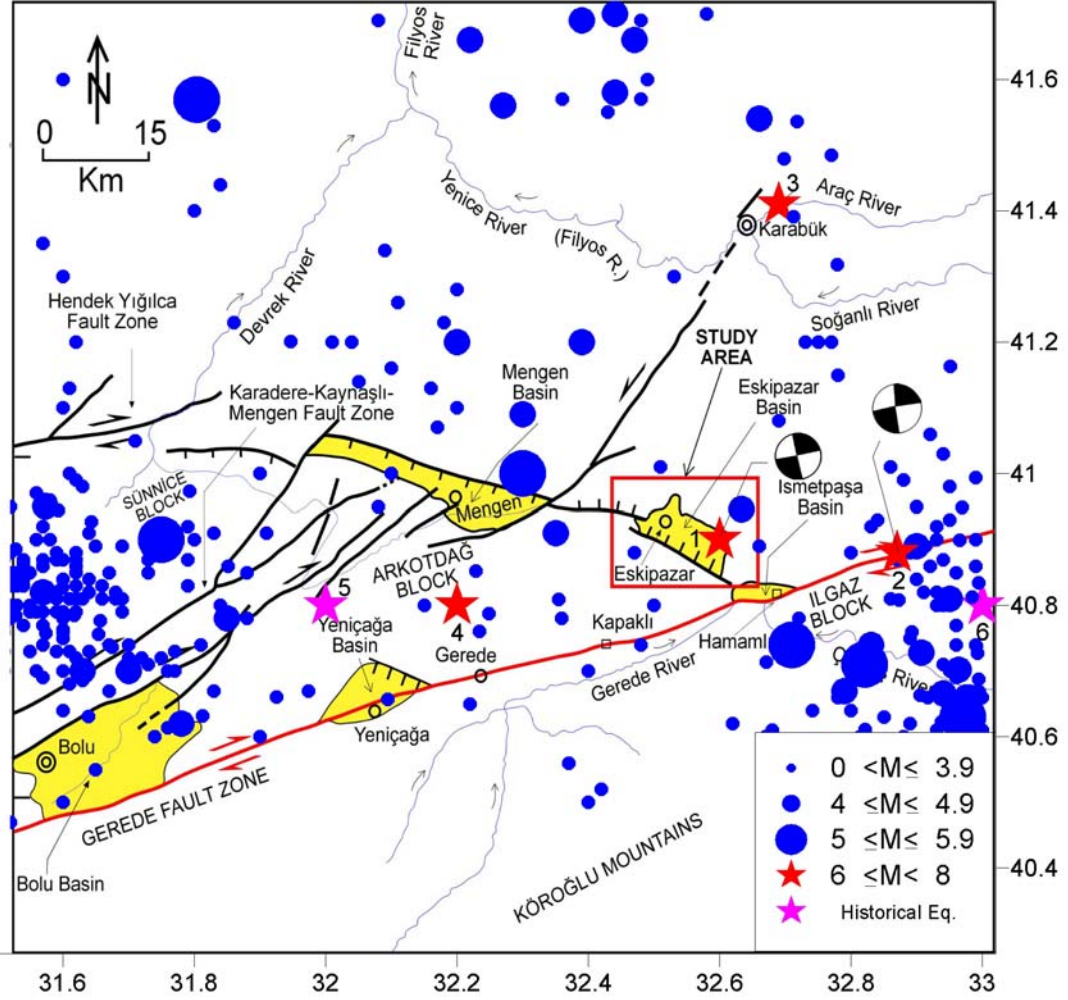 Filyos
River
N
0 15
Km
41.6
3
Araç River
Yenice River
(Filyos R.)
41.4
Karabük
Devrek River
Hendek Yığılca
Fault Zone
Soğanlı River
STUDY
AREA
41.2
Mengen
Basin
Eskipazar
Basin
Karadere-Kaynaşlı-
Mengen Fault Zone
SÜNNİCE
BLOCK
41
Ismetpaşa
Basin
Mengen
1
Eskipazar
2
ARKOTDAĞ
BLOCK
5
ILGAZ
BLOCK
40.8
Yeniçağa
Basin
4
Gerede
Kapaklı
Hamamlı
6
Gerede River
River
Bolu
Yeniçağa
40.6
GEREDE FAULT ZONE
Bolu Basin
KÖROĞLU MOUNTAINS
0 <M≤ 3.9
4 ≤M≤ 4.9
5 ≤M≤ 5.9
6 ≤M< 8
Historical Eq.
40.4
31.6 31.8 32 32.2 32.4 32.6 32.8 33